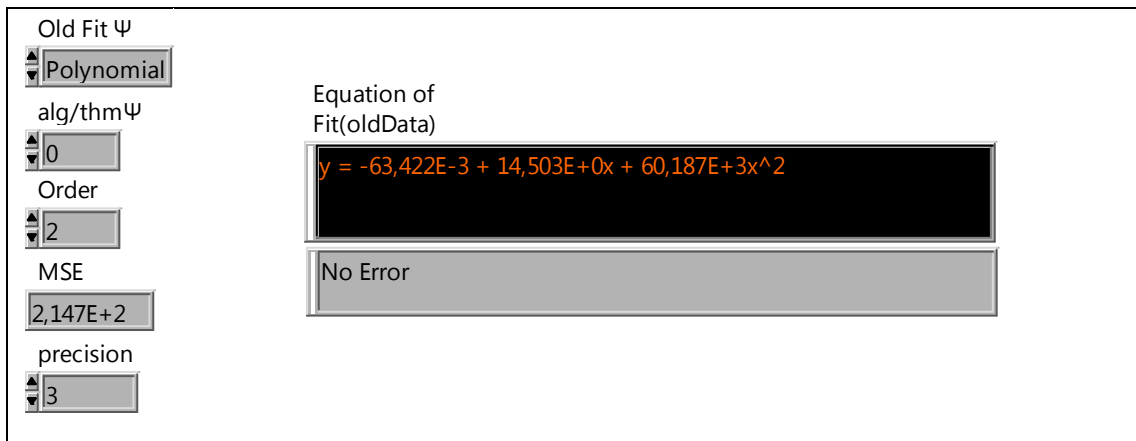 Old Fit Ψ
Polynomial
alg/thmΨ
0
Order
2
MSE
2,147E+2
precision
3
Equation of
Fit(oldData)
y = -63,422E-3 + 14,503E+0x + 60,187E+3x^2
No Error